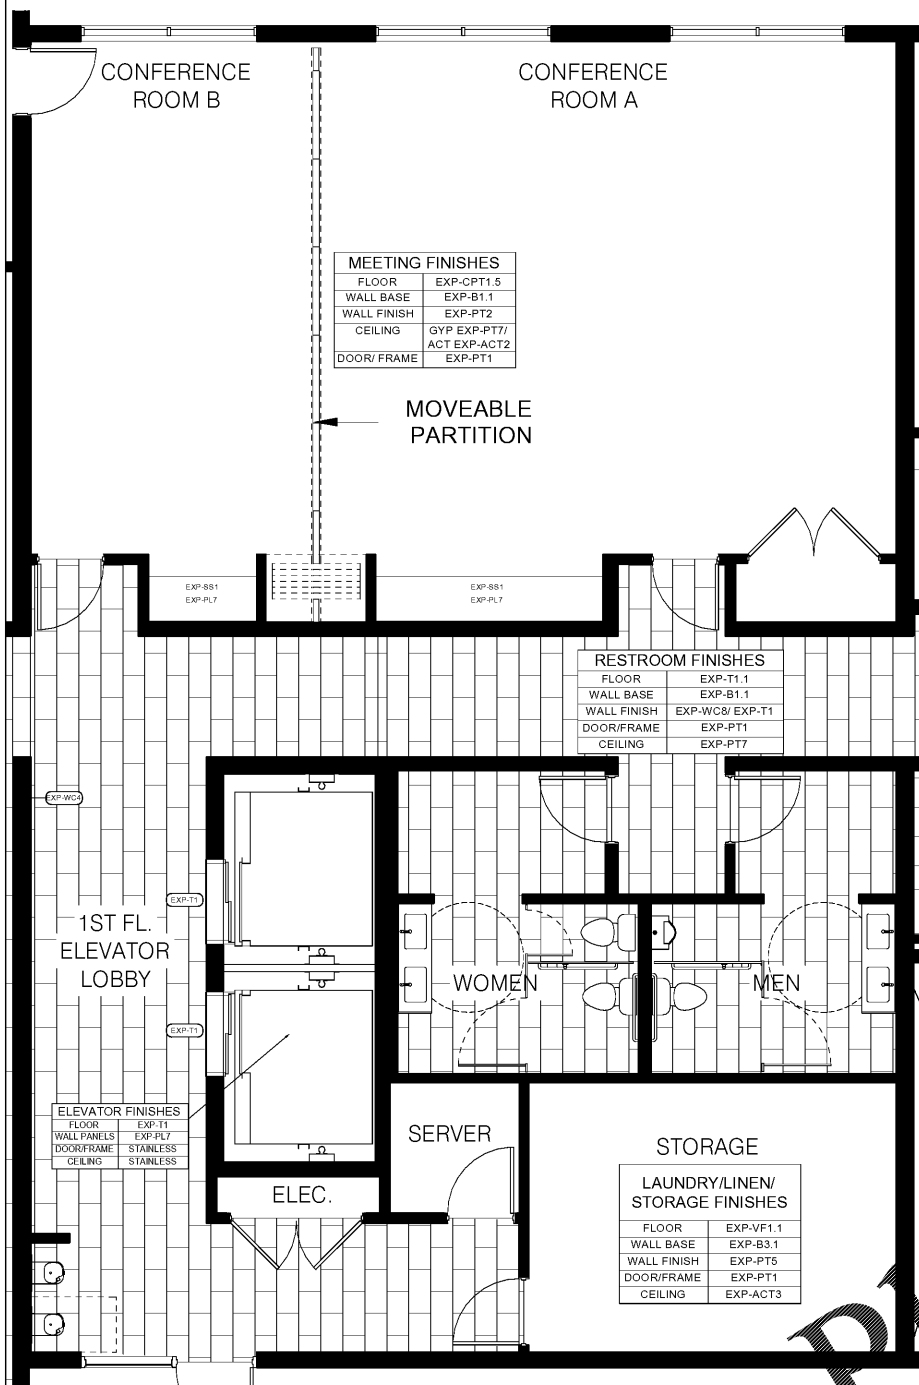 CONFERENCE
ROOM B
CONFERENCE
ROOM A
MEETING FINISHES
FLOOR EXP-CPT1.5
WALL BASE EXP-B1.1
WALL FINISH EXP-PT2
CEILING GYP EXP-PT7/
ACT EXP-ACT2
DOOR/ FRAME EXP-PT1
MOVEABLE
PARTITION
EXP-SS1
EXP-PL7
EXP-SS1
EXP-PL7
RESTROOM FINISHES
FLOOR EXP-T1.1
WALL BASE EXP-B1.1
WALL FINISH EXP-WC8/ EXP-T1
DOOR/FRAME EXP-PT1
CEILING EXP-PT7
EXP-WC4
EXP-T1
1ST FL.
ELEVATOR
LOBBY
EXP-T1
WOMEN
MEN
ELEVATOR FINISHES
FLOOR EXP-T1
WALL PANELS EXP-PL7
DOOR/FRAME STAINLESS
CEILING STAINLESS
SERVER
ELEC.
STORAGE
LAUNDRY/LINEN/
STORAGE FINISHES
FLOOR EXP-VF1.1
WALL BASE EXP-B3.1
WALL FINISH EXP-PT5
DOOR/FRAME EXP-PT1
CEILING EXP-ACT3